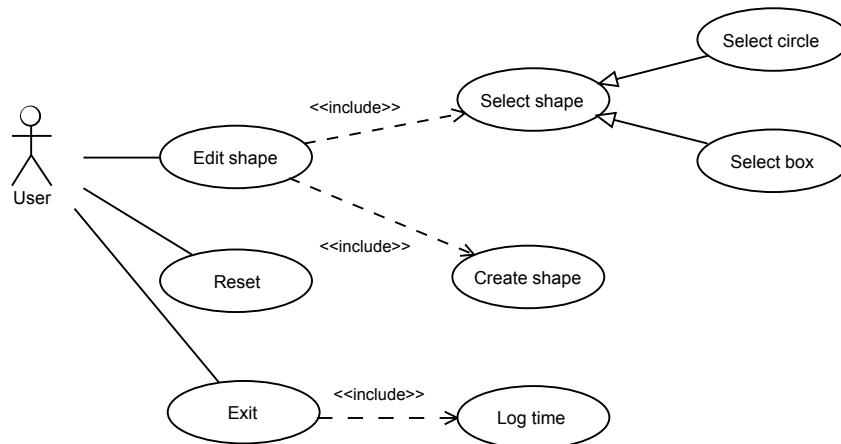 Select circle
<<include>>
Select shape
Edit shape
Select box
User
<<include>>
Reset
Create shape
<<include>>
Exit
Log time